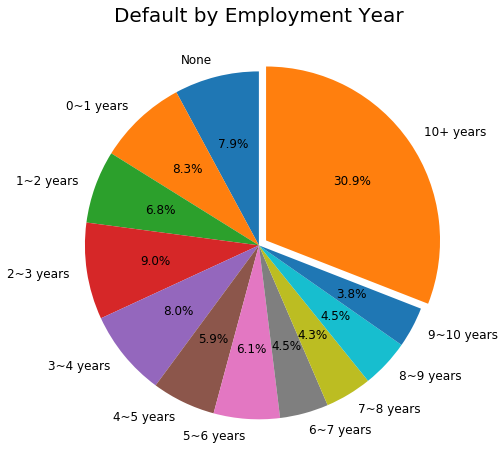 Default by Employment Year
None
7.9%
0~1 years
8.3%
1~2 years
6.8%
2~3 years
9.0%
3~4 years
8.0%
4~5 years
5.9%
5~6 years
6.1%
6~7 years
4.5%
7~8 years
4.3%
8~9 years
4.5%
9~10 years
3.8%
10+ years
30.9%